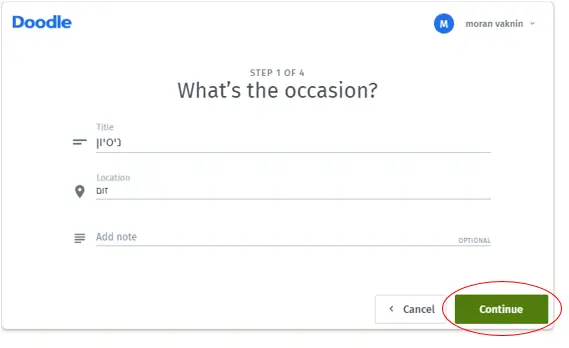 Doodle
M moran vaknin
STEP 1 OF 4
What's the occasion?
Title
ניסיון
Location
זום
Add note
OPTIONAL
Cancel
Continue